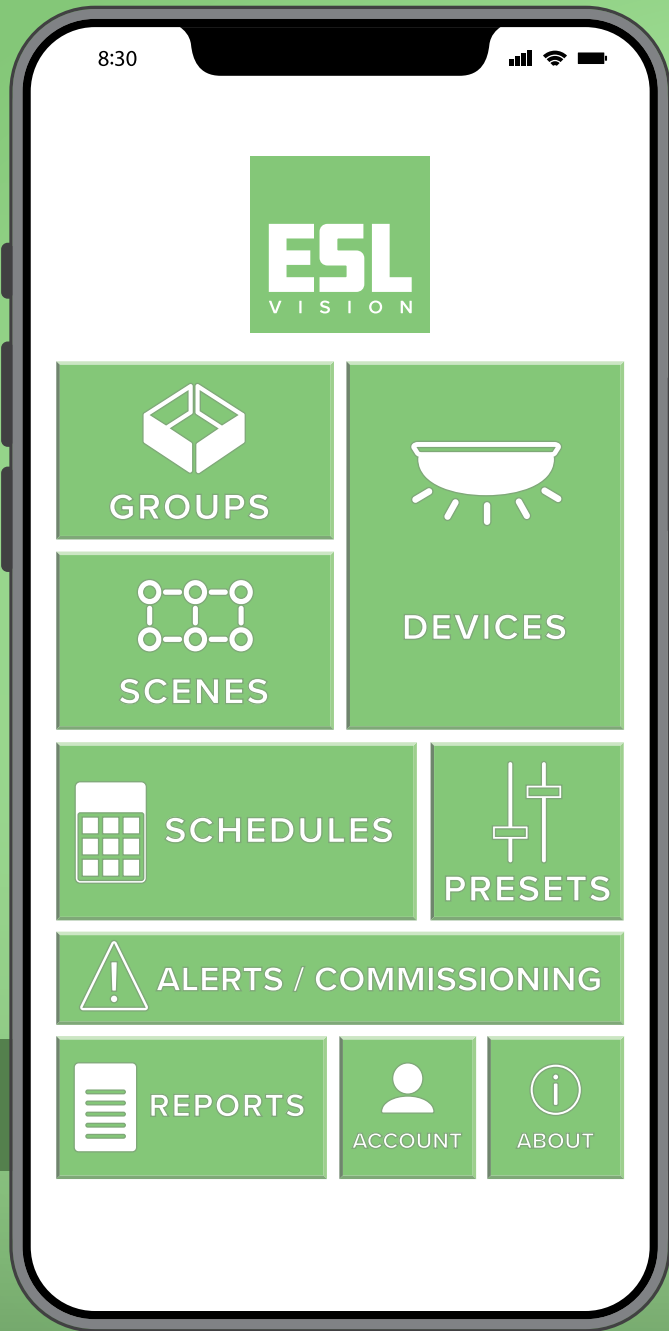 8:30
ESL
VISION
GROUPS
DEVICES
SCENES
SCHEDULES
PRESETS
ALERTS / COMMISSIONING
REPORTS
ACCOUNT
ABOUT